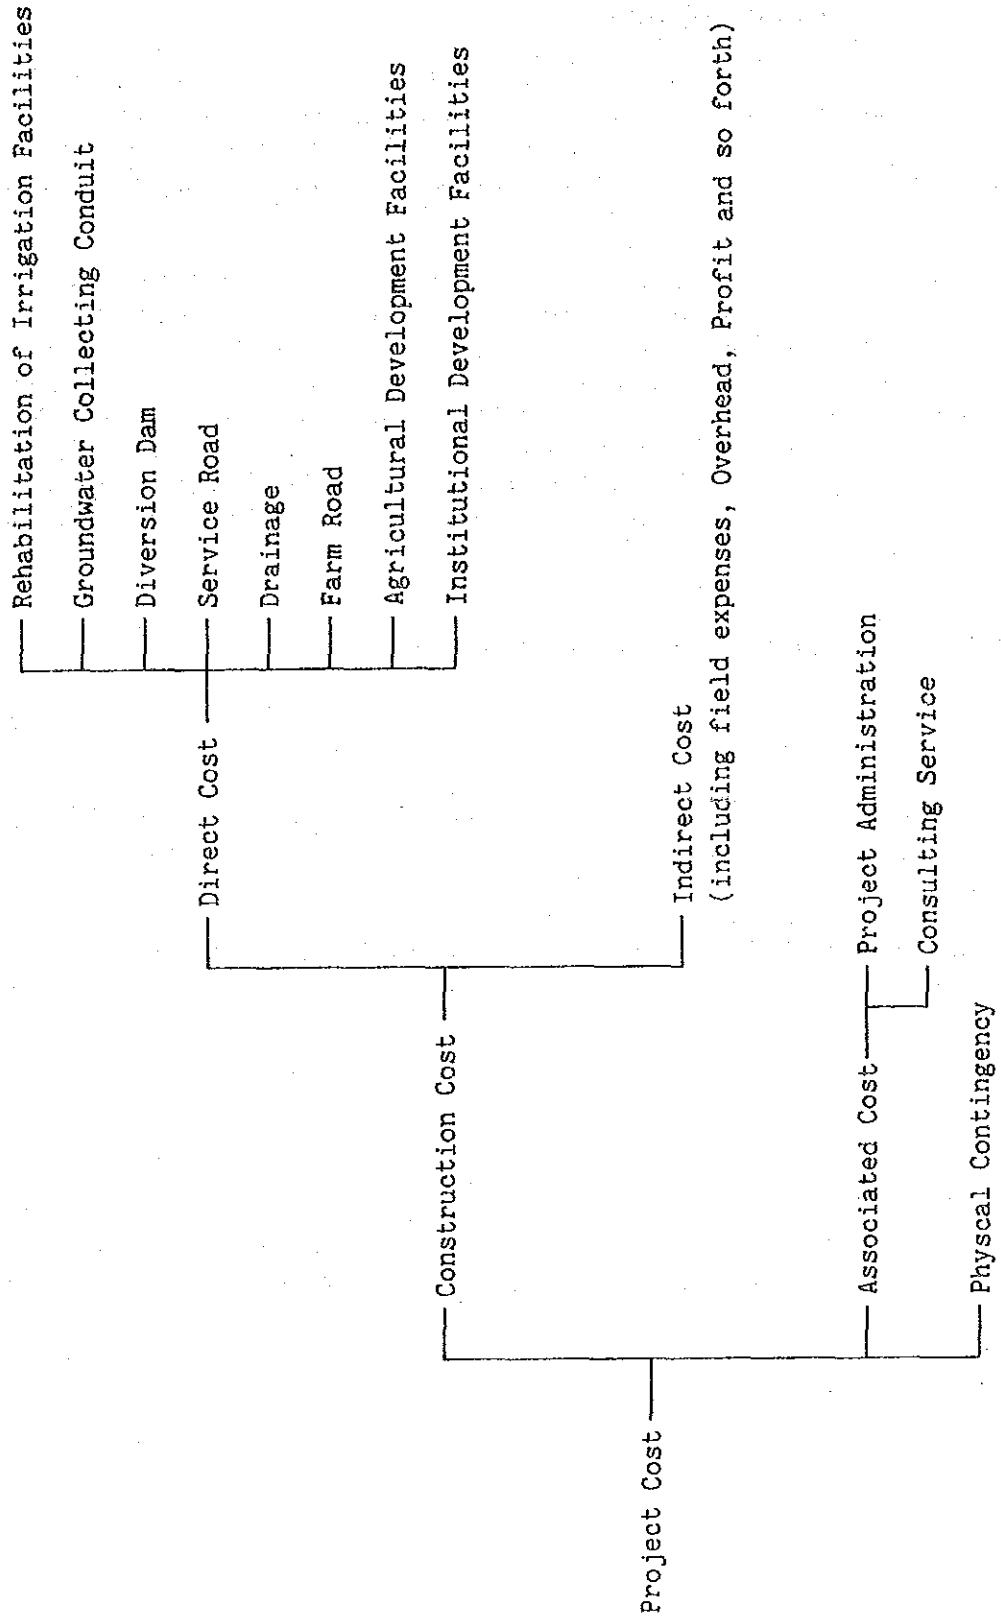 Rehabilitation of Irrigation Facilities
Groundwater Collecting Conduit
Diversion Dam
Direct Cost Service Road
Drainage
Farm Road
Agricultural Development Facilities
Institutional Development Facilities
Construction Cost
Project Cost
Indirect Cost
(including field expenses, Overhead, Profit and so forth)
Associated Cost Project Administration
Consulting Service
Physcal Contingency